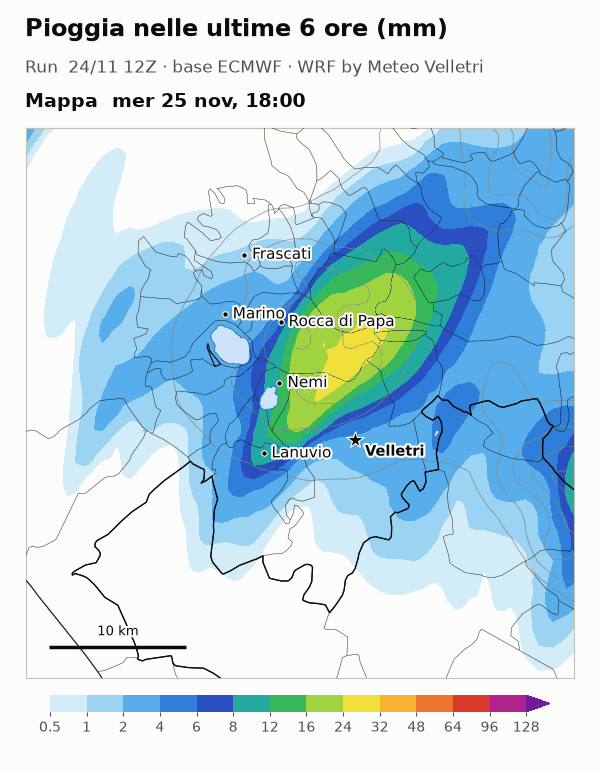 Pioggia nelle ultime 6 ore (mm)
Run 24/11 12Z · base ECMWF · WRF by Meteo Velletri
Mappa mer 25 nov, 18:00
Frascati
Marino
Rocca di Papa
Nemi
Velletri
Lanuvio
10 km
0.5 1 2 4 6 8 12 16 24 32 48 64 96 128